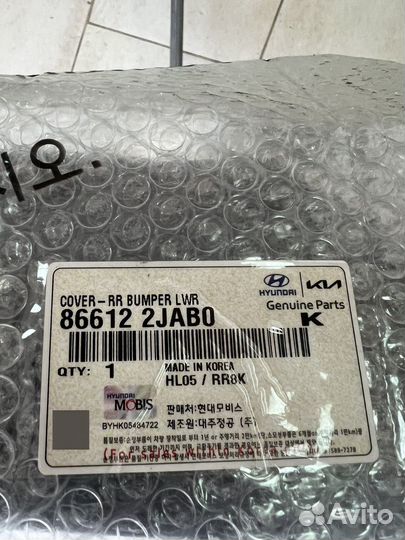 시오.
COVER-RR BUMPER LWR
86612 2JAB0
HYUNDAI KIA
Genuine Parts
K
QTY: 1
MADE IN KOREA
HL05 / RR8K
HYUNDAI
MOBIS
판매처:현대모비스
제조원:대주정공 (주)
BYHK05484722
Avito